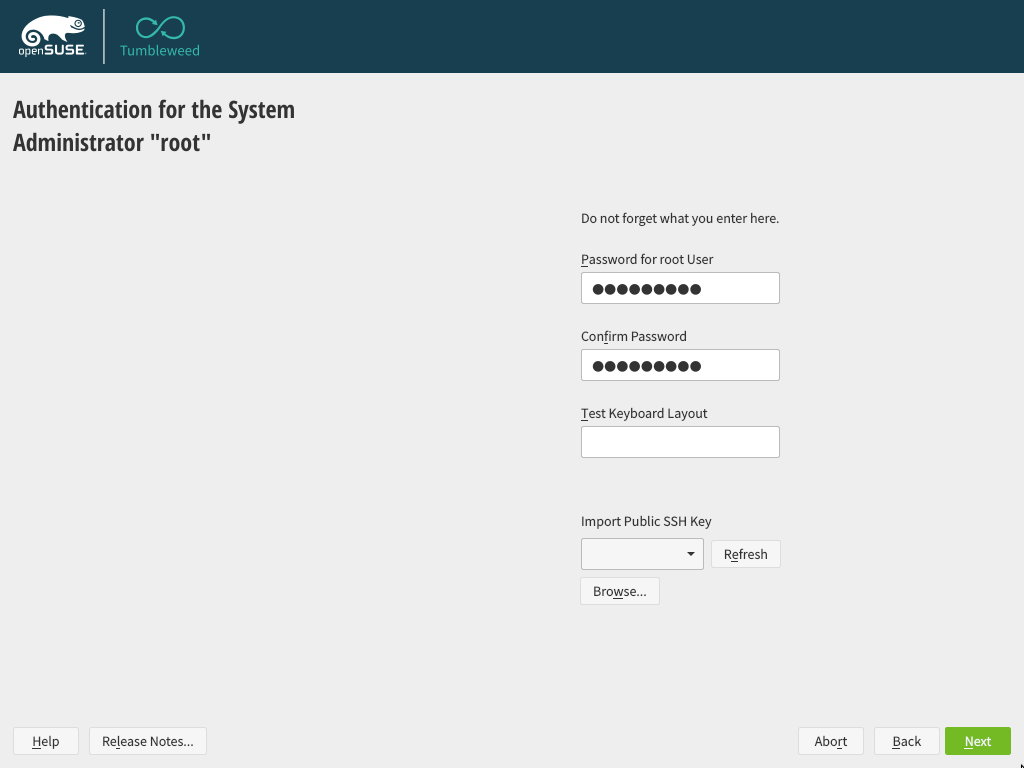 openSUSE
Tumbleweed
Authentication for the System
Administrator "root"
Do not forget what you enter here.
Password for root User
●●●●●●●●●
Confirm Password
●●●●●●●●●
Test Keyboard Layout
Import Public SSH Key
Refresh
Browse...
Help
Release Notes...
Abort
Back
Next